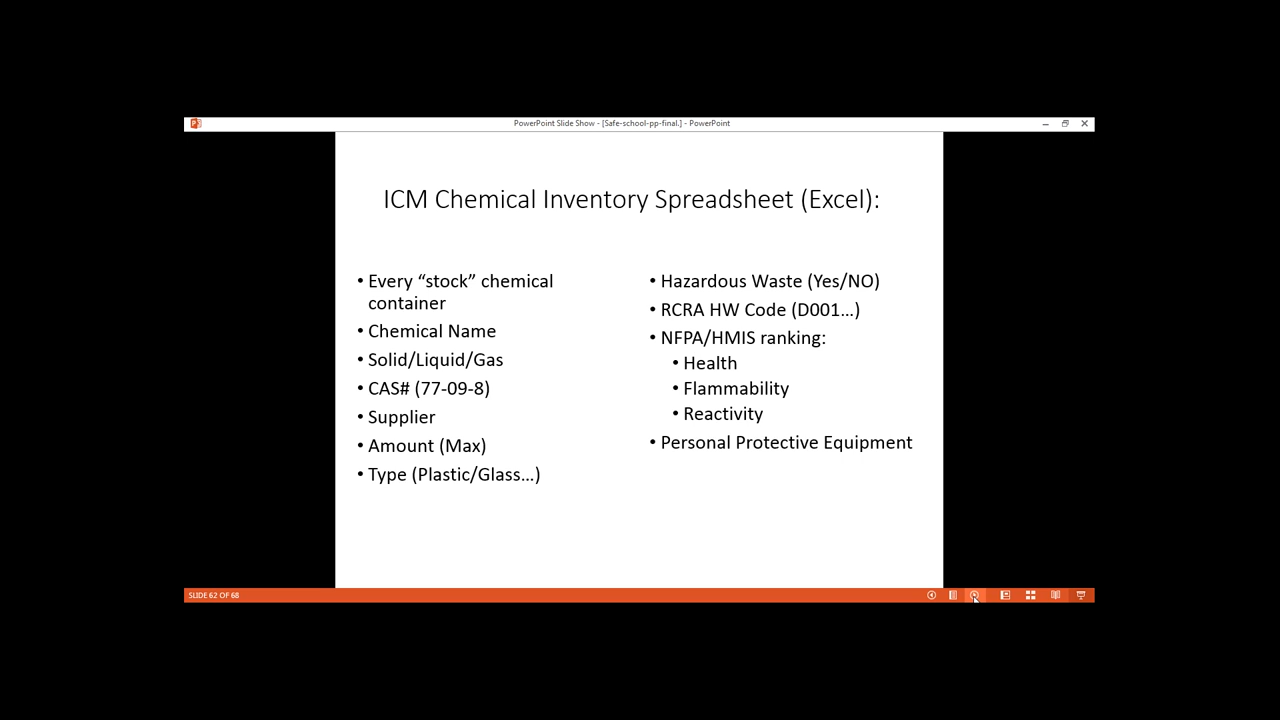 PowerPoint Slide Show - [Safe-school-pp-final.] - PowerPoint
ICM Chemical Inventory Spreadsheet (Excel):
• Every “stock” chemical
container
• Chemical Name
• Solid/Liquid/Gas
• CAS# (77-09-8)
• Supplier
• Amount (Max)
• Type (Plastic/Glass…)
• Hazardous Waste (Yes/NO)
• RCRA HW Code (D001…)
• NFPA/HMIS ranking:
• Health
• Flammability
• Reactivity
• Personal Protective Equipment
SLIDE 62 OF 68